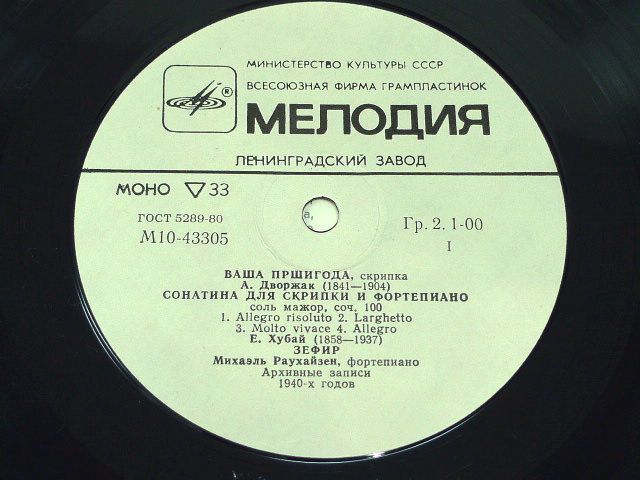 МИНИСТЕРСТВО КУЛЬТУРЫ СССР
ВСЕСОЮЗНАЯ ФИРМА ГРАМПЛАСТИНОК
®
МЕЛОДИЯ
ЛЕНИНГРАДСКИЙ ЗАВОД
МОНО ▽ 33
ГОСТ 5289-80
М10-43305
Гр. 2. 1-00
I
а,
ВАША ПРШИГОДА, скрипка
А. Дворжак (1841—1904)
СОНАТИНА ДЛЯ СКРИПКИ И ФОРТЕПИАНО
соль мажор, соч. 100
1. Allegro risoluto 2. Larghetto
3. Molto vivace 4. Allegro
Е. Хубай (1858—1937)
ЗЕФИР
Михаэль Раухайзен, фортепиано
Архивные записи
1940-х годов